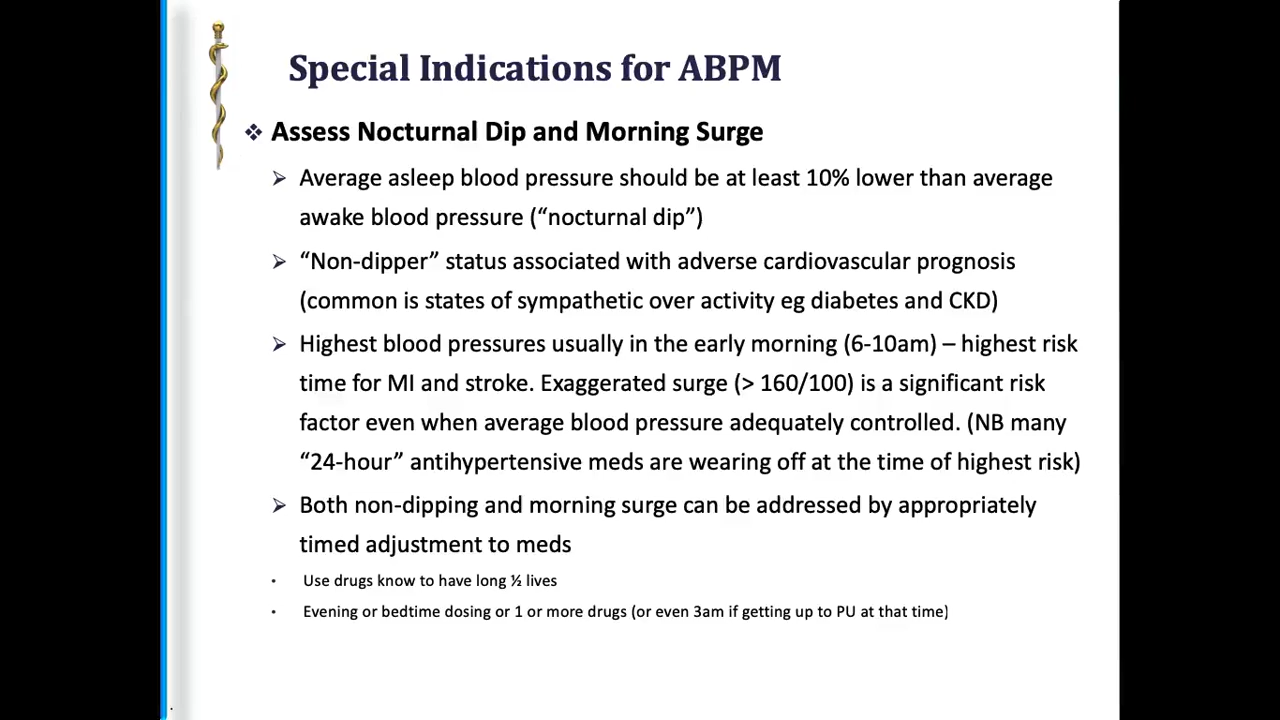 Special Indications for ABPM
❖ Assess Nocturnal Dip and Morning Surge
➢ Average asleep blood pressure should be at least 10% lower than average
awake blood pressure (“nocturnal dip”)
➢ “Non-dipper” status associated with adverse cardiovascular prognosis
(common is states of sympathetic over activity eg diabetes and CKD)
➢ Highest blood pressures usually in the early morning (6-10am) – highest risk
time for MI and stroke. Exaggerated surge (> 160/100) is a significant risk
factor even when average blood pressure adequately controlled. (NB many
“24-hour” antihypertensive meds are wearing off at the time of highest risk)
➢ Both non-dipping and morning surge can be addressed by appropriately
timed adjustment to meds
• Use drugs know to have long ½ lives
• Evening or bedtime dosing or 1 or more drugs (or even 3am if getting up to PU at that time)
.